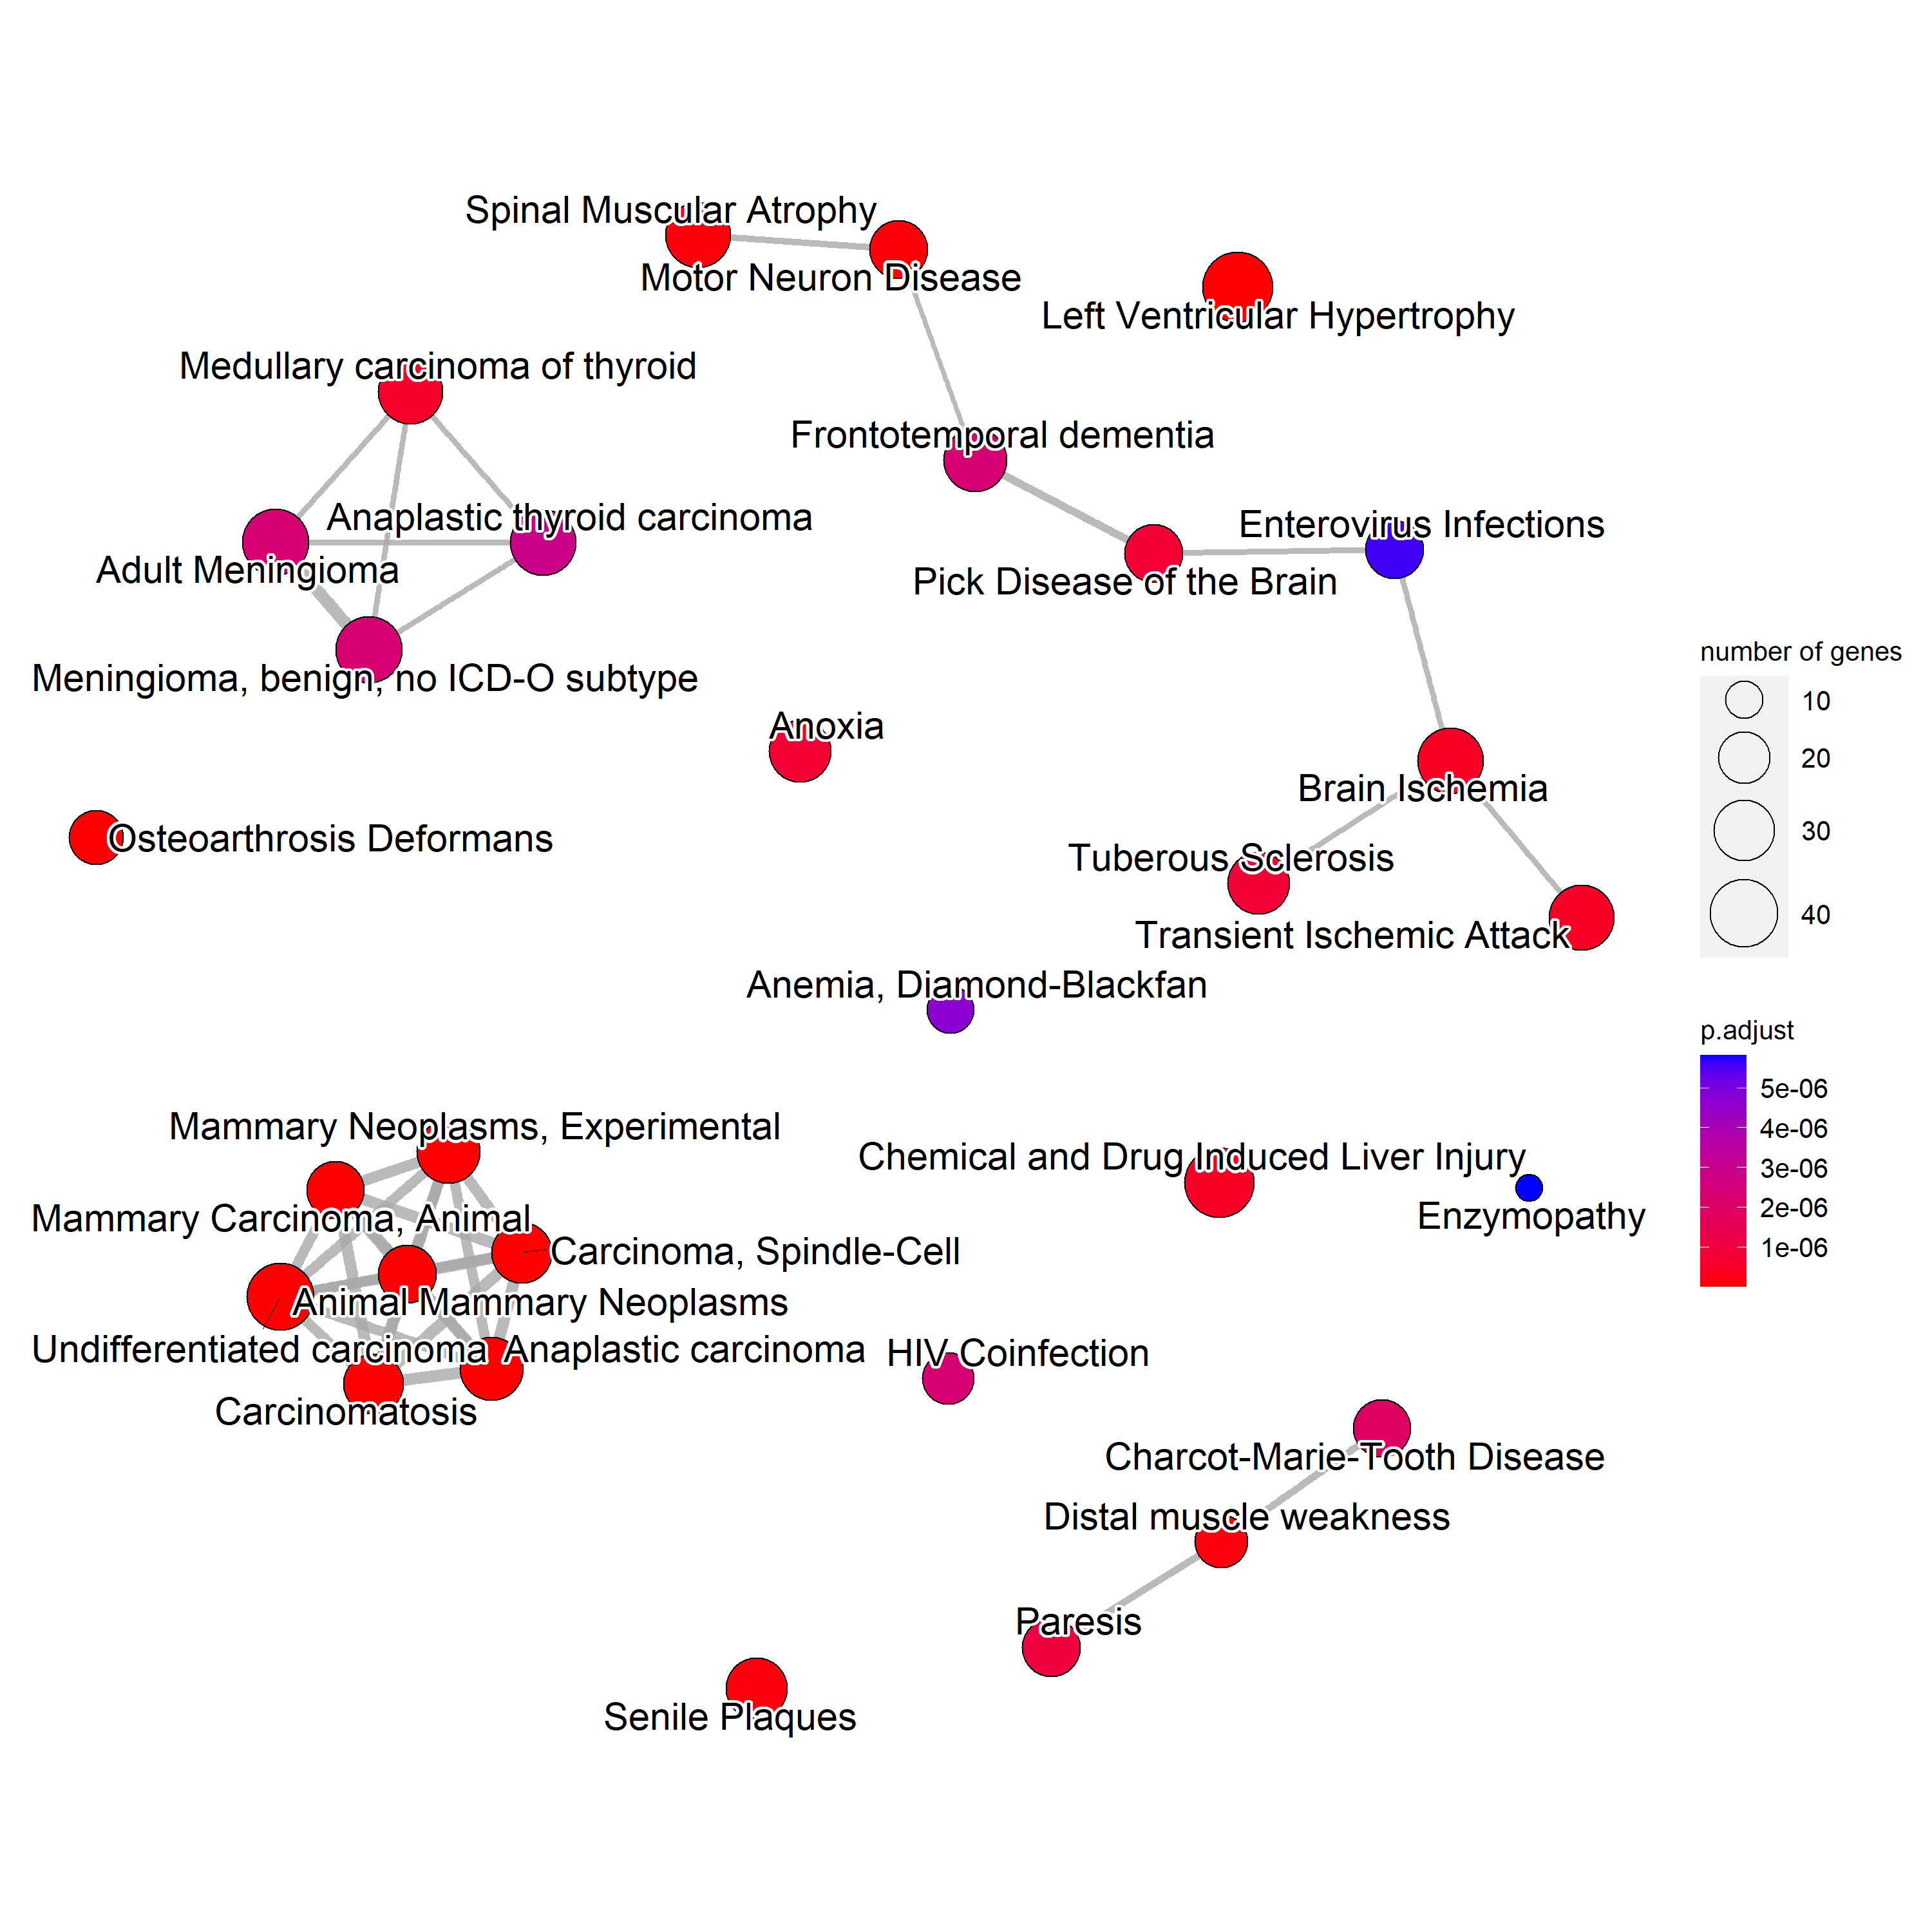 Spinal Muscular Atrophy
Motor Neuron Disease
Left Ventricular Hypertrophy
Medullary carcinoma of thyroid
Frontotemporal dementia
Anaplastic thyroid carcinoma
Enterovirus Infections
Adult Meningioma
Pick Disease of the Brain
Meningioma, benign, no ICD-O subtype
number of genes
10
20
30
40
Anoxia
Brain Ischemia
Osteoarthrosis Deformans
Tuberous Sclerosis
Transient Ischemic Attack
Anemia, Diamond-Blackfan
p.adjust
5e-06
4e-06
3e-06
2e-06
1e-06
Mammary Neoplasms, Experimental
Chemical and Drug Induced Liver Injury
Mammary Carcinoma, Animal
Enzymopathy
Carcinoma, Spindle-Cell
Animal Mammary Neoplasms
Undifferentiated carcinoma
Anaplastic carcinoma
HIV Coinfection
Carcinomatosis
Charcot-Marie-Tooth Disease
Distal muscle weakness
Paresis
Senile Plaques